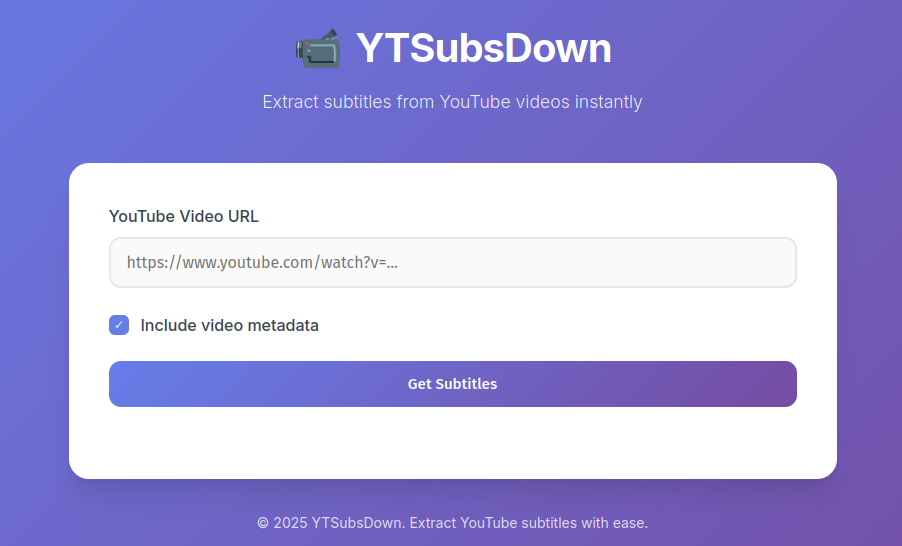 YTSubsDown
Extract subtitles from YouTube videos instantly
YouTube Video URL
https://www.youtube.com/watch?v=...
Include video metadata
Get Subtitles
© 2025 YTSubsDown. Extract YouTube subtitles with ease.